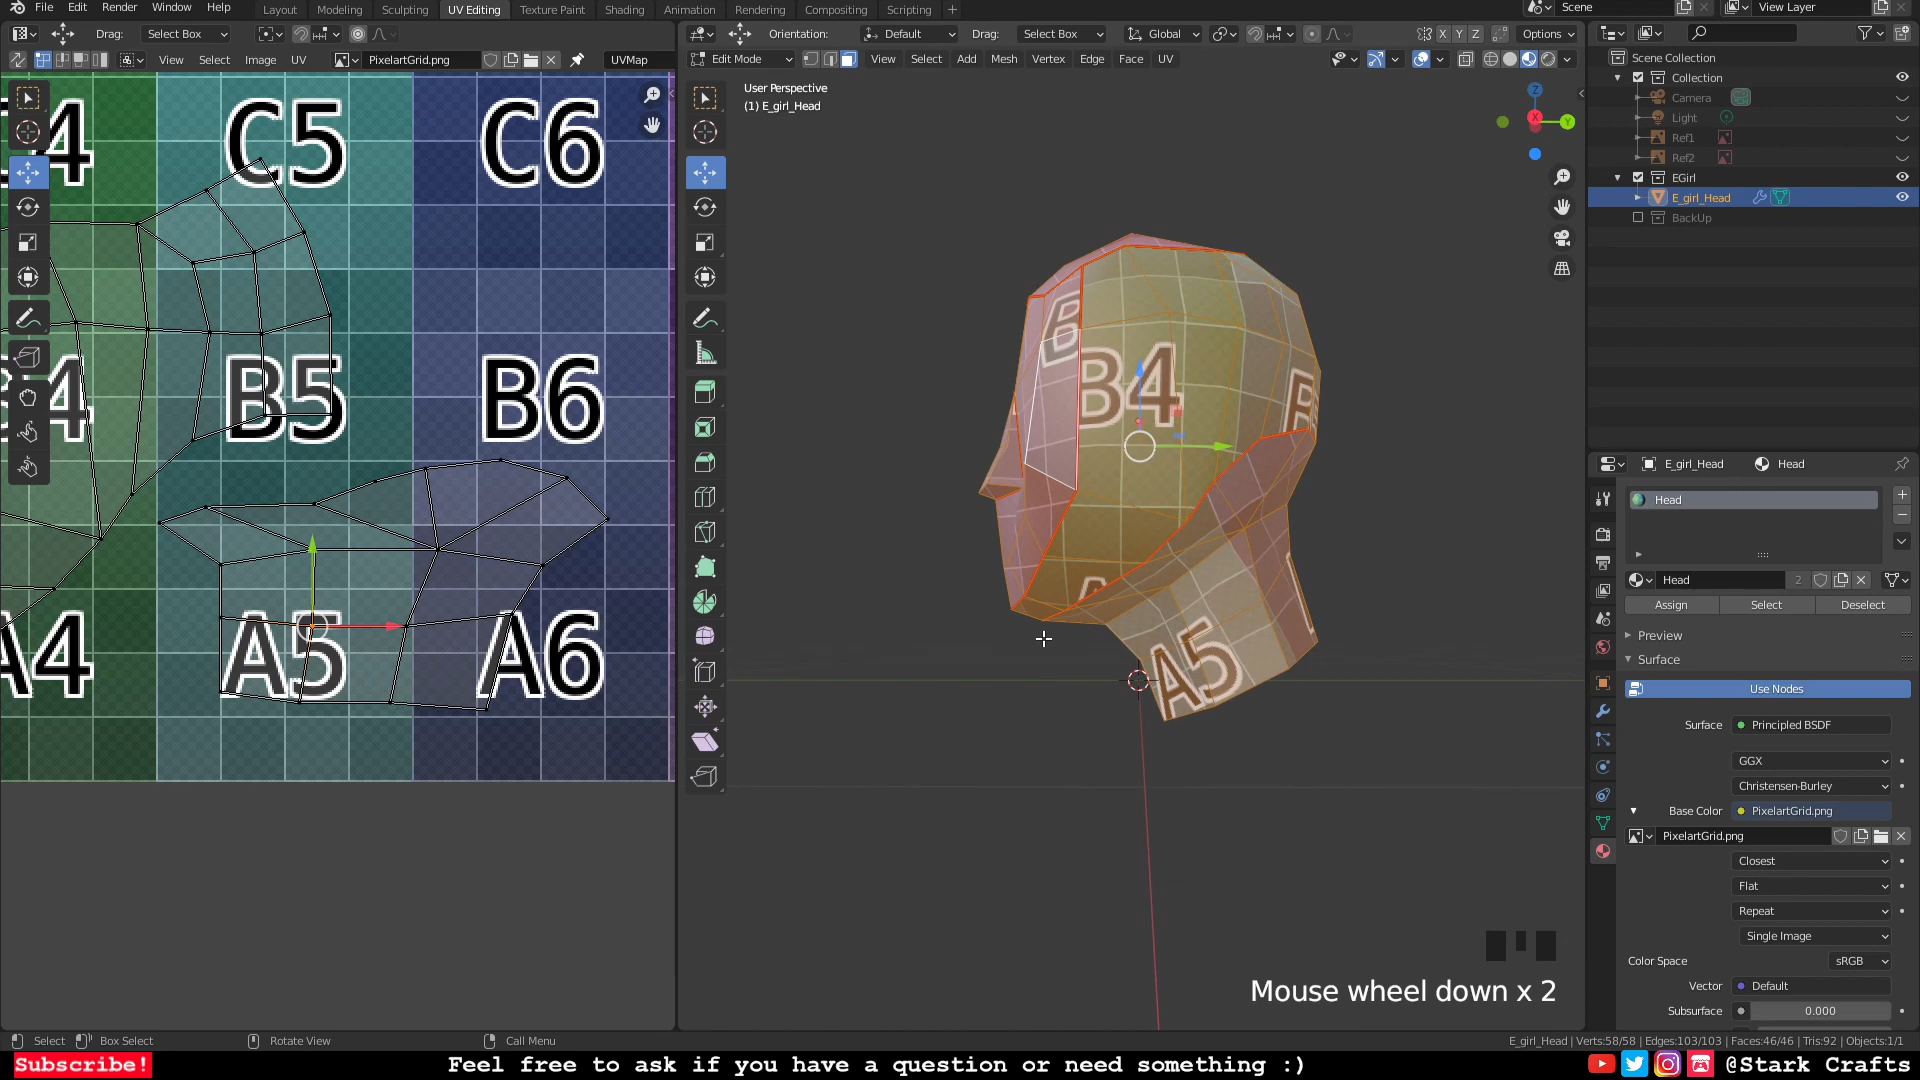 File Edit Render Window Help Layout Modeling Sculpting UV Editing Texture Paint Shading Animation Rendering Compositing Scripting Scene View Layer
Drag: Select Box Orientation: Default Drag: Select Box Global X Y Z Options
View Select Image UV PixelartGrid.png UVMap Edit Mode View Select Add Mesh Vertex Edge Face UV
User Perspective
(1) E_girl_Head
Scene Collection
Collection
Camera
Light
Ref1
Ref2
EGirl
E_girl_Head
BackUp
4 C5 C6
B4 B5 B6
A4 A5 A6
B B4 B
A5
Z
X
Y
E_girl_Head Head
Head
Head 2
Assign Select Deselect
Preview
Surface
Use Nodes
Surface Principled BSDF
GGX
Christensen-Burley
Base Color PixelartGrid.png
PixelartGrid.png
Closest
Flat
Repeat
Single Image
Color Space sRGB
Vector Default
Subsurface 0.000
Mouse wheel down x 2
Select Box Select Rotate View Call Menu E_girl_Head | Verts:58/58 | Edges:103/103 | Faces:46/46 | Tris:92 | Objects:1/1
Subscribe! Feel free to ask if you have a question or need something :) @Stark Crafts